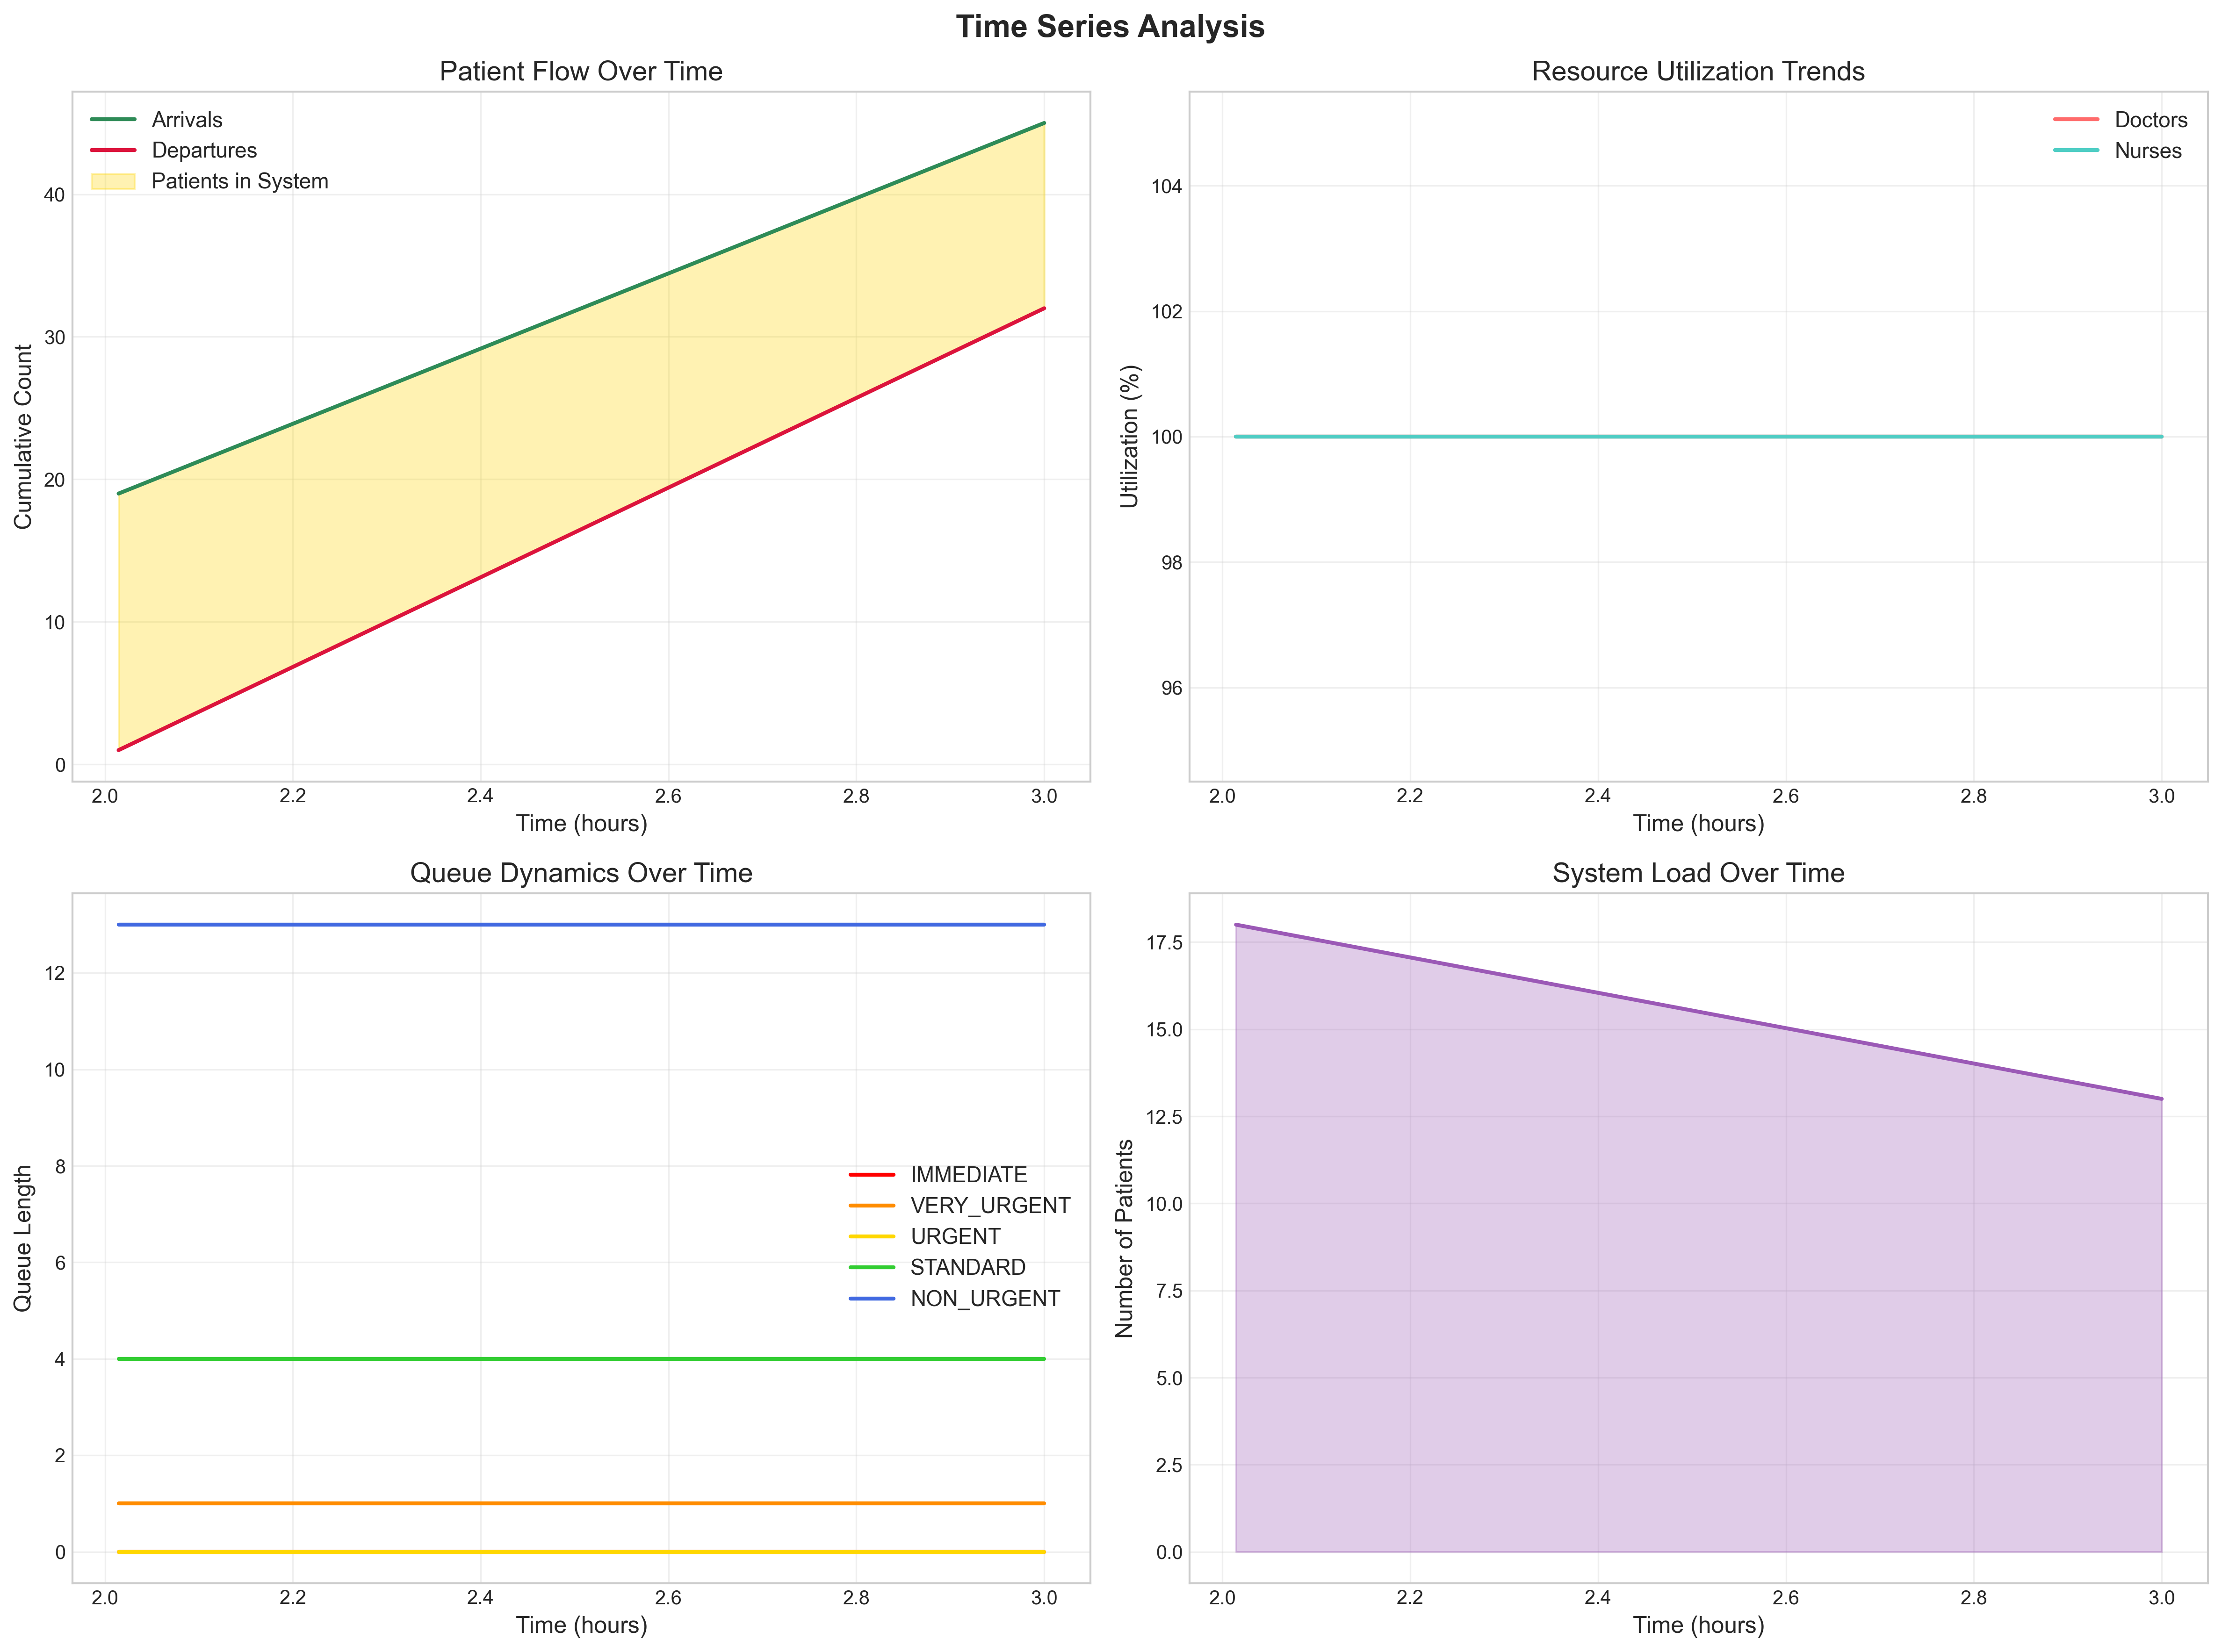 Time Series Analysis
Patient Flow Over Time
Arrivals
Departures
Patients in System
Cumulative Count
40
30
20
10
0
2.0 2.2 2.4 2.6 2.8 3.0
Time (hours)
Resource Utilization Trends
Doctors
Nurses
Utilization (%)
104
102
100
98
96
2.0 2.2 2.4 2.6 2.8 3.0
Time (hours)
Queue Dynamics Over Time
Queue Length
12
10
8
6
4
2
0
IMMEDIATE
VERY_URGENT
URGENT
STANDARD
NON_URGENT
2.0 2.2 2.4 2.6 2.8 3.0
Time (hours)
System Load Over Time
Number of Patients
17.5
15.0
12.5
10.0
7.5
5.0
2.5
0.0
2.0 2.2 2.4 2.6 2.8 3.0
Time (hours)